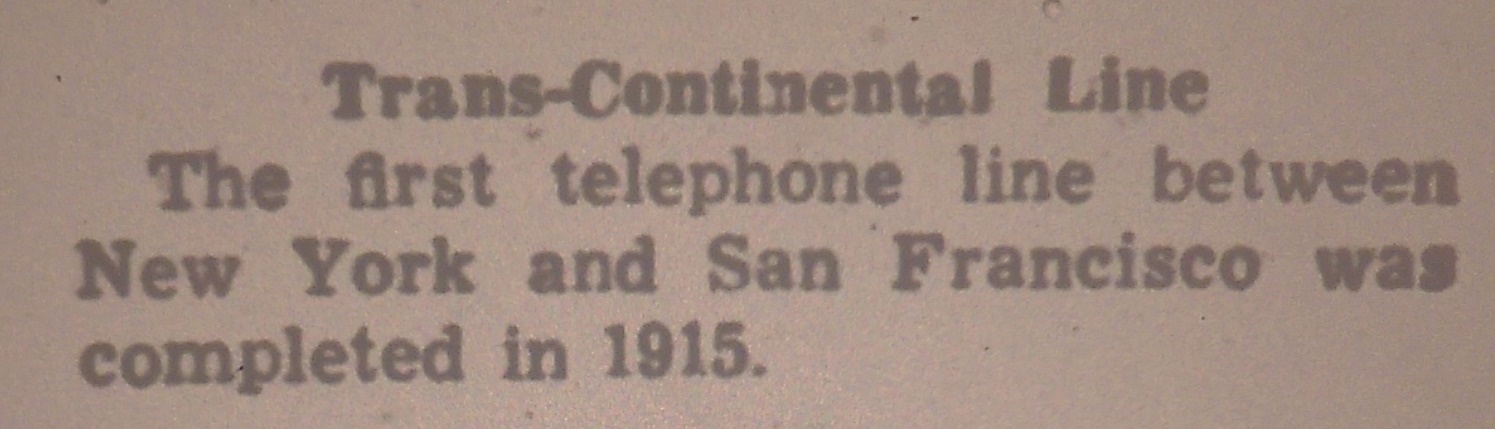 Trans-Continental Line
The first telephone line between
New York and San Francisco was
completed in 1915.